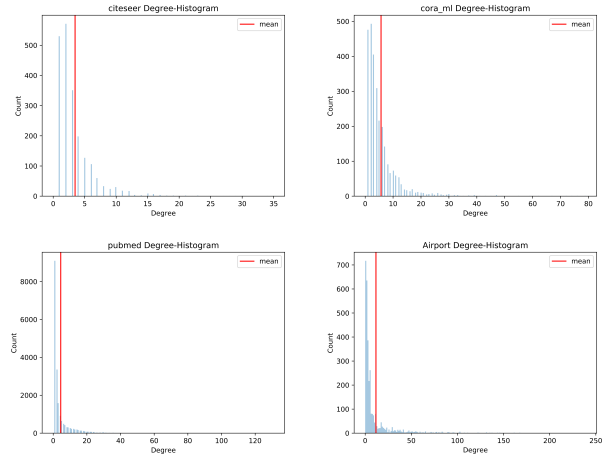 citeseer Degree-Histogram
mean
600
500
400
300
200
100
0
Count
0 5 10 15 20 25 30 35
Degree
cora_ml Degree-Histogram
mean
500
400
300
200
100
0
Count
0 10 20 30 40 50 60 70 80
Degree
pubmed Degree-Histogram
mean
8000
6000
4000
2000
0
Count
0 20 40 60 80 100 120
Degree
Airport Degree-Histogram
mean
700
600
500
400
300
200
100
0
Count
0 50 100 150 200 250
Degree